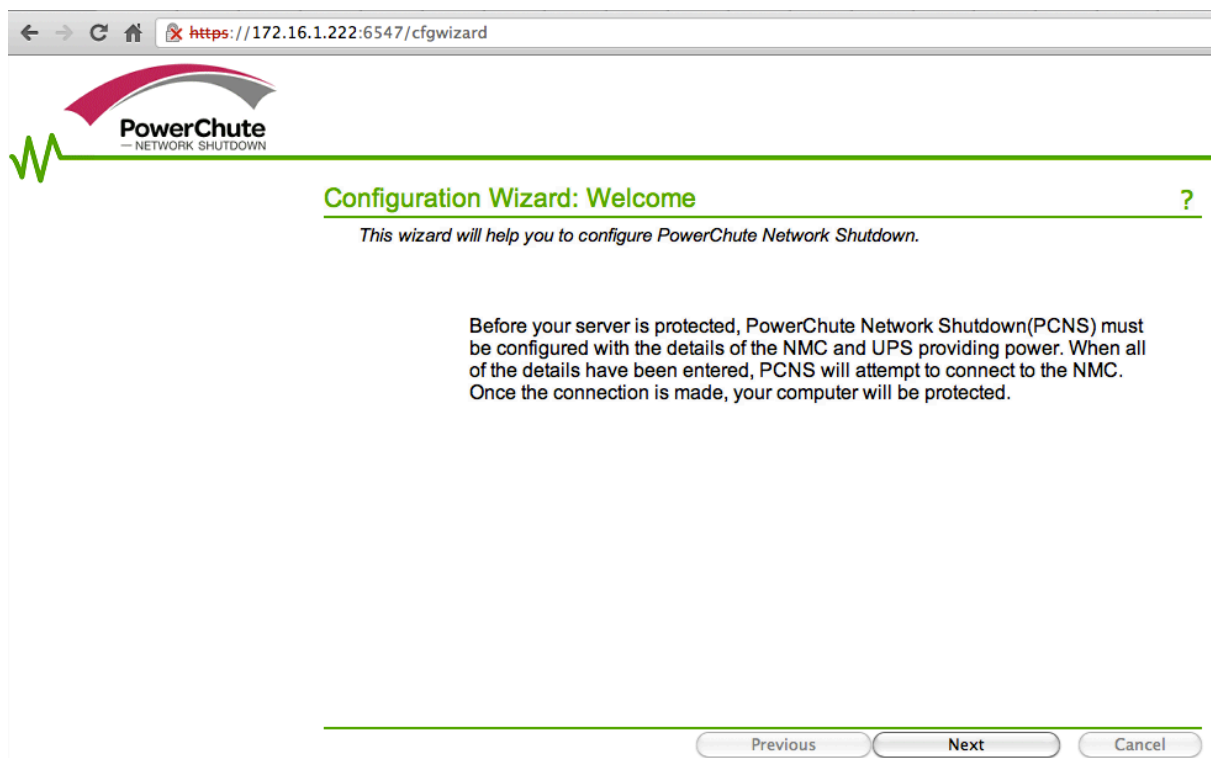 https://172.16.1.222:6547/cfgwizard
PowerChute
— NETWORK SHUTDOWN
Configuration Wizard: Welcome ?
This wizard will help you to configure PowerChute Network Shutdown.
Before your server is protected, PowerChute Network Shutdown(PCNS) must
be configured with the details of the NMC and UPS providing power. When all
of the details have been entered, PCNS will attempt to connect to the NMC.
Once the connection is made, your computer will be protected.
Previous Next Cancel